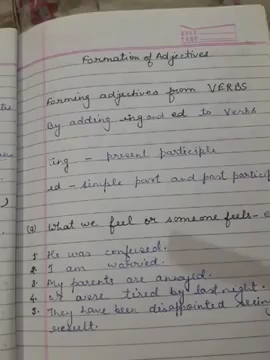 Formation of Adjectives
Forming adjectives from VERBS
By adding ing and ed to verbs
ing - present participle
ed - simple past and past particip
(a) What we feel or someone feels - e
1. He was confused.
2. I am worried.
3. My parents are annoyed.
4. were tired by last night.
5. They have been disappointed seeing
result.